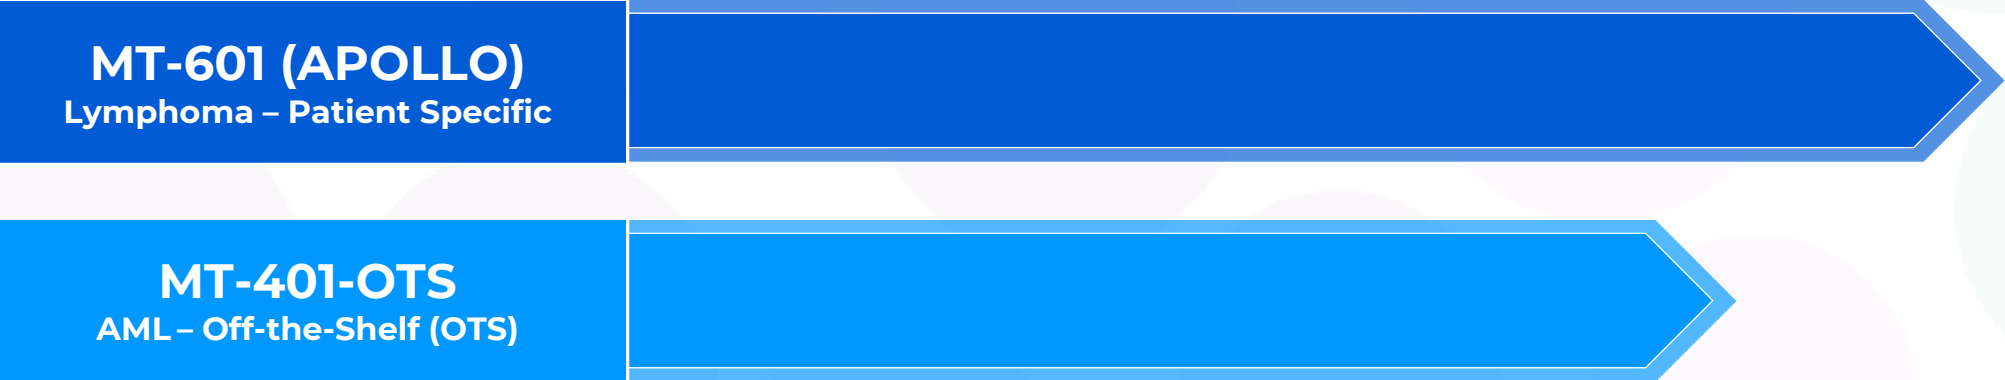 MT-601 (APOLLO)
Lymphoma – Patient Specific
MT-401-OTS
AML – Off-the-Shelf (OTS)